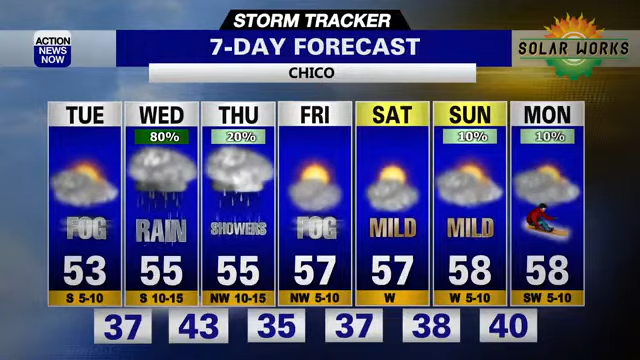 STORM TRACKER
ACTION
NEWS
NOW
7-DAY FORECAST
SOLAR WORKS
CHICO
TUE WED THU FRI SAT SUN MON
80% 20% 10% 10%
FOG RAIN SHOWERS FOG MILD MILD
53 55 55 57 57 58 58
S 5-10 S 10-15 NW 10-15 NW 5-10 W W 5-10 SW 5-10
37 43 35 37 38 40